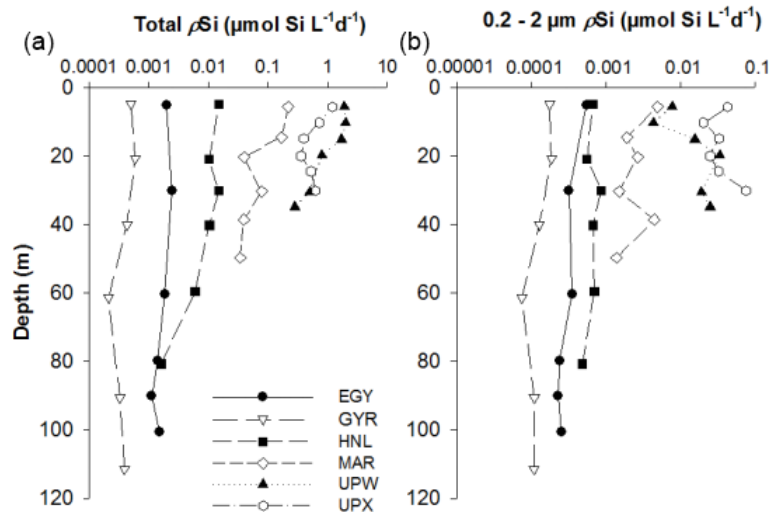 Total ρSi (μmol Si L⁻¹d⁻¹)
0.2 - 2 μm ρSi (μmol Si L⁻¹d⁻¹)
(a)
(b)
0.0001 0.001 0.01 0.1 1 10
0.00001 0.0001 0.001 0.01 0.1
Depth (m)
0
20
40
60
80
100
120
0
20
40
60
80
100
120
EGY
GYR
HNL
MAR
UPW
UPX